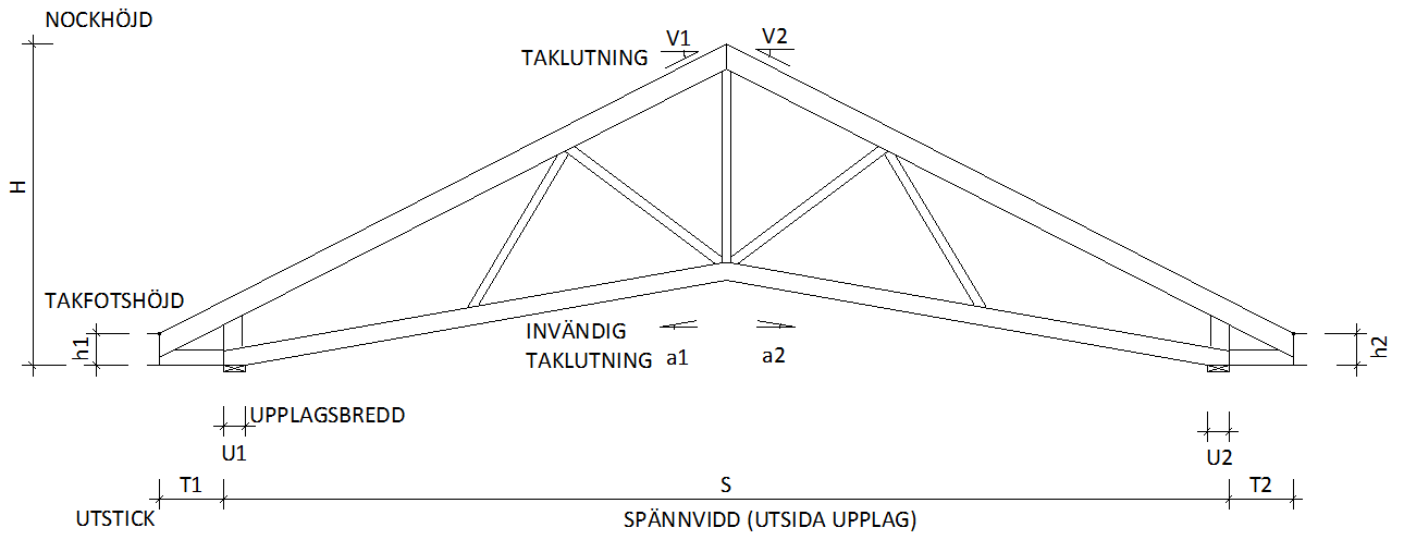 NOCKHÖJD
V1
V2
TAKLUTNING
H
TAKFOTSHÖJD
h1
INVÄNDIG
TAKLUTNING
a1
a2
h2
UPPLAGSBREDD
U1
U2
T1
S
T2
UTSTICK
SPÄNNVIDD (UTSIDA UPPLAG)